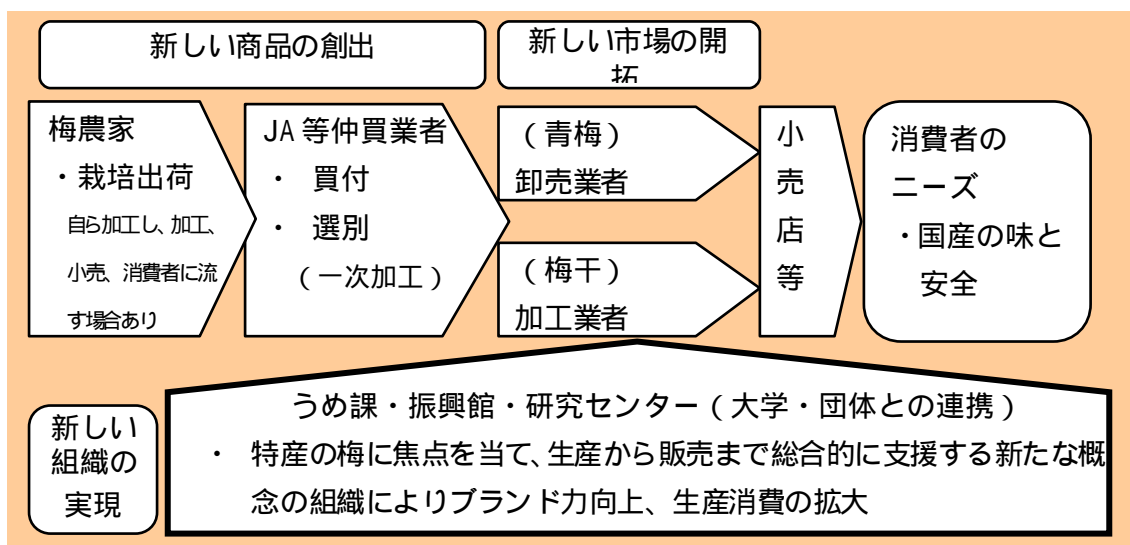 新しい商品の創出
新しい市場の開
拓
梅農家
・栽培出荷
自ら加工し、加工、
小売、消費者に流
す場合あり
JA 等仲買業者
・ 買付
・ 選別
（一次加工）
（青梅）
卸売業者
（梅干）
加工業者
小
売
店
等
消費者の
ニーズ
・国産の味と
安全
新しい
組織の
実現
うめ課・振興館・研究センター（大学・団体との連携）
・ 特産の梅に焦点を当て、生産から販売まで総合的に支援する新たな概
念の組織によりブランド力向上、生産消費の拡大